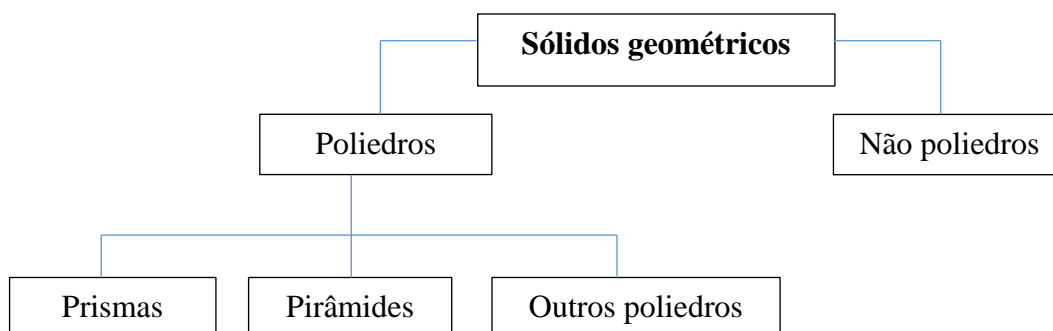 Sólidos geométricos
Poliedros
Não poliedros
Prismas
Pirâmides
Outros poliedros